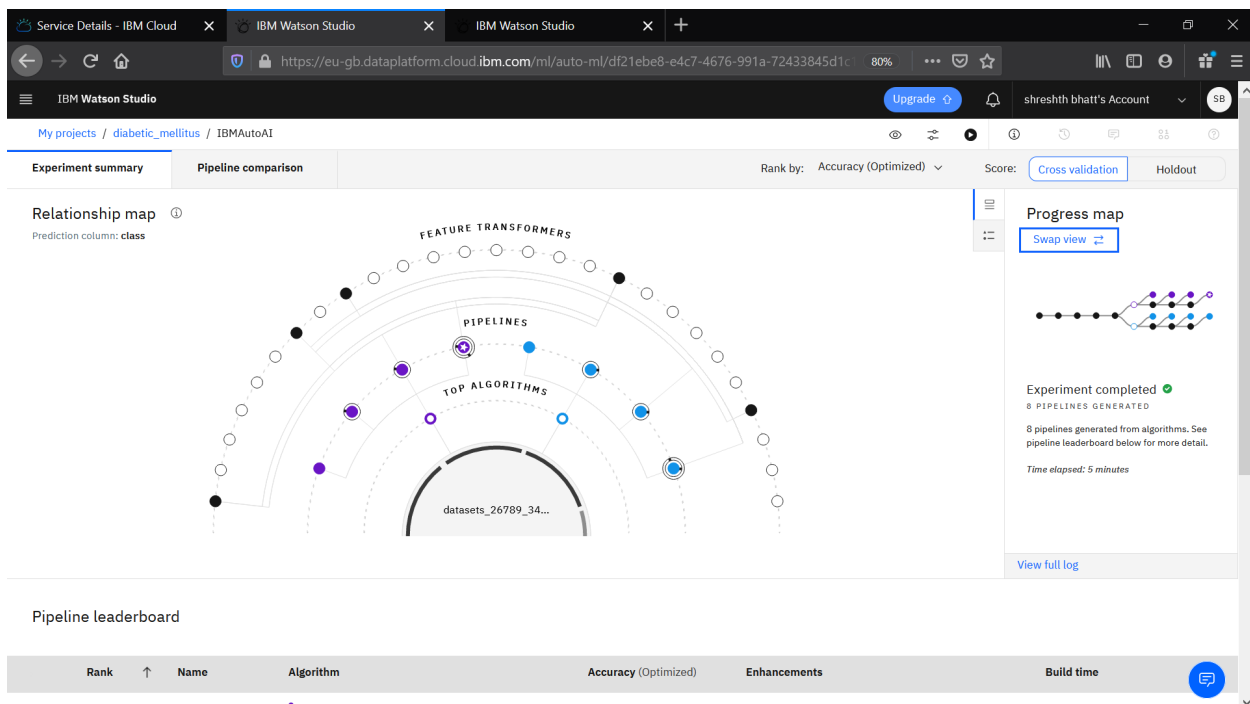 Service Details - IBM Cloud
IBM Watson Studio
IBM Watson Studio
https://eu-gb.dataplatform.cloud.ibm.com/ml/auto-ml/df21ebe8-e4c7-4676-991a-72433845d1c
80%
IBM Watson Studio
Upgrade
shreshth bhatt's Account
SB
My projects / diabetic_mellitus / IBMAutoAI
Experiment summary
Pipeline comparison
Rank by: Accuracy (Optimized)
Score: Cross validation Holdout
Relationship map
Prediction column: class
FEATURE TRANSFORMERS
PIPELINES
TOP ALGORITHMS
datasets_26789_34...
Progress map
Swap view
Experiment completed
8 PIPELINES GENERATED
8 pipelines generated from algorithms. See
pipeline leaderboard below for more detail.
Time elapsed: 5 minutes
View full log
Pipeline leaderboard
Rank Name Algorithm Accuracy (Optimized) Enhancements Build time